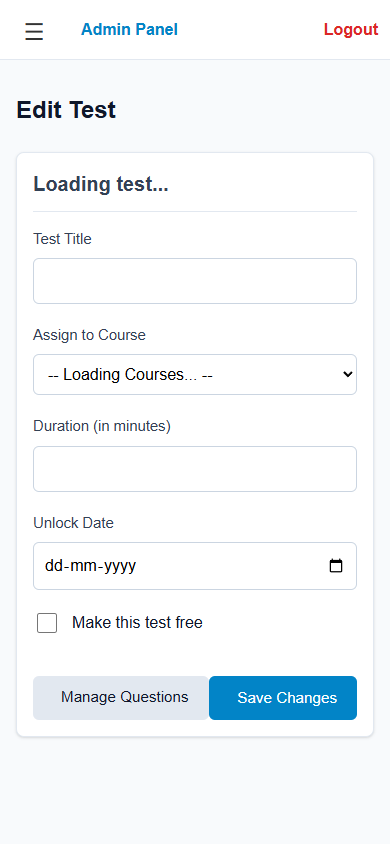 ☰ Admin Panel Logout
Edit Test
Loading test...
Test Title
Assign to Course
-- Loading Courses... --
Duration (in minutes)
Unlock Date
dd-mm-yyyy
Make this test free
Manage Questions Save Changes